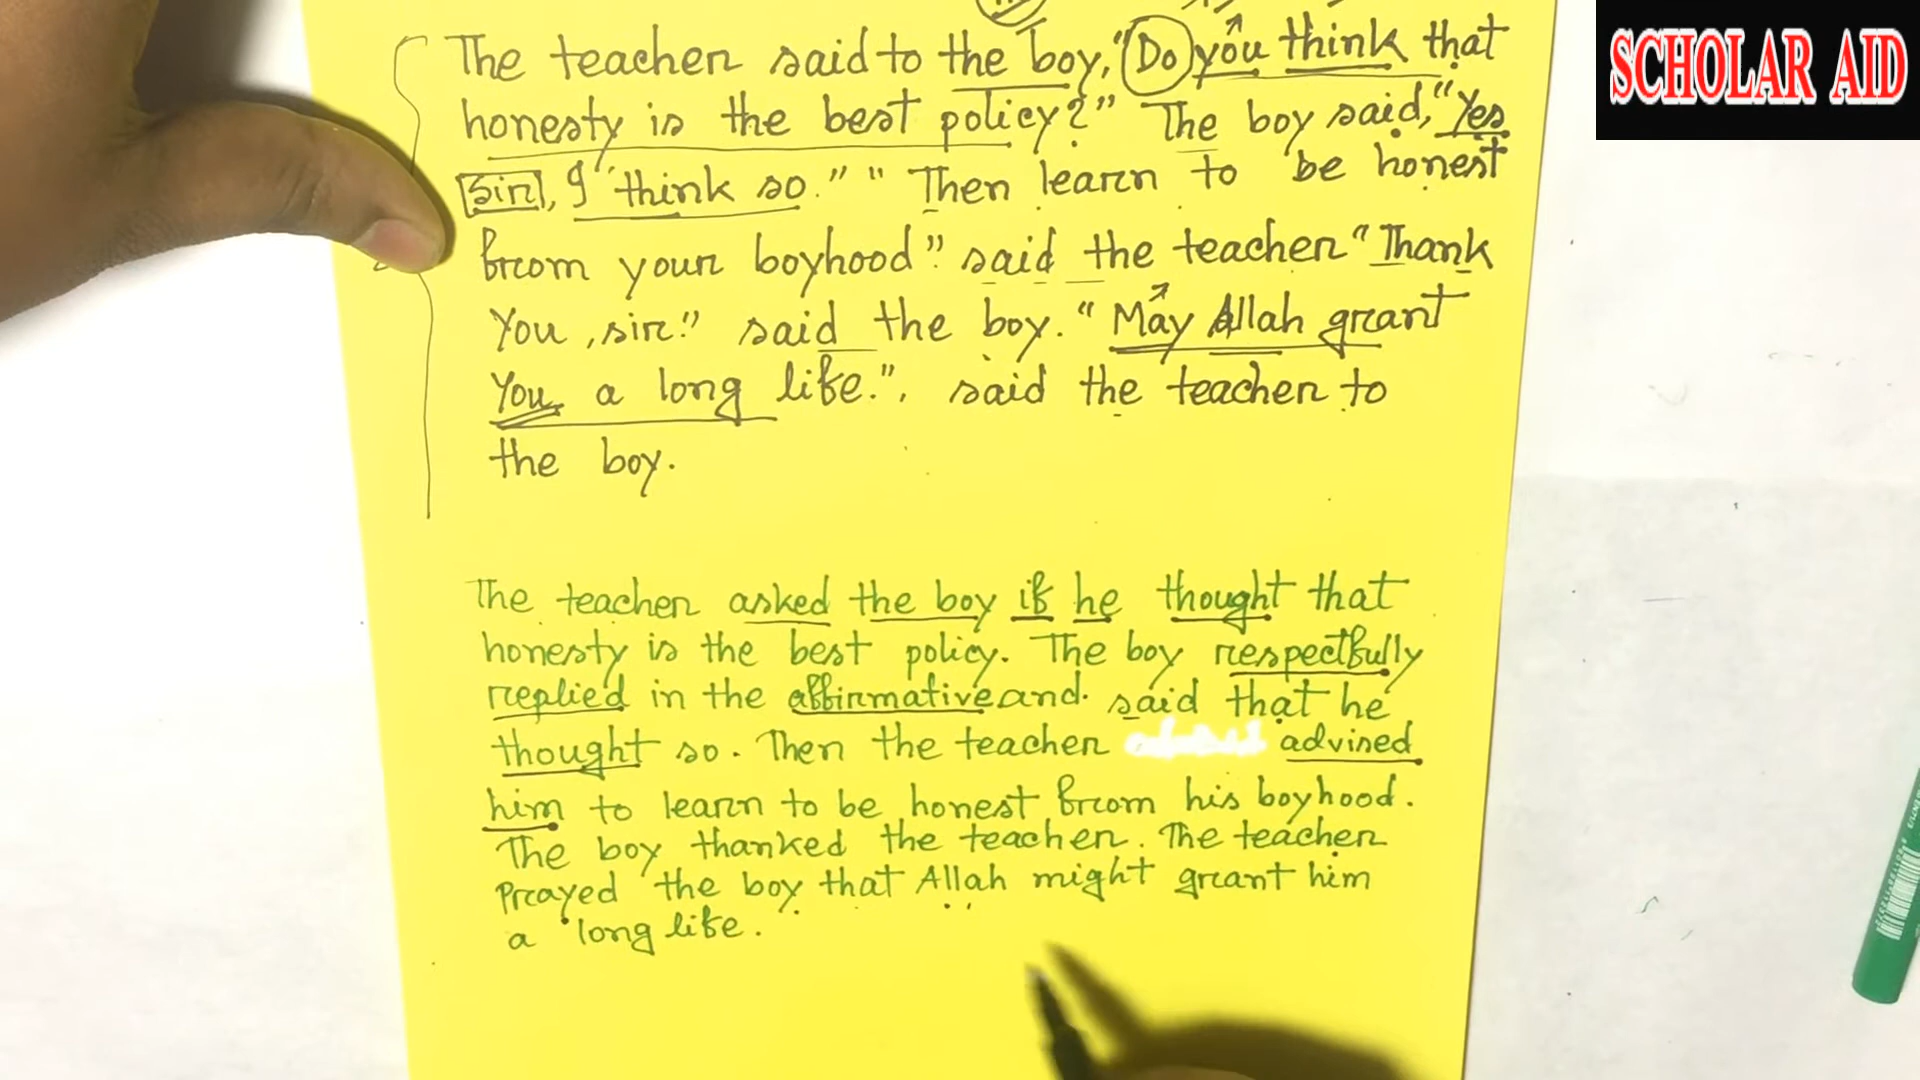 SCHOLAR AID
The teacher said to the boy, "Do you think that
honesty is the best policy?" The boy said, "Yes
Sir, I think so." "Then learn to be honest
from your boyhood" said the teacher "Thank
You, sir." said the boy. "May Allah grant
You a long life.", said the teacher to
the boy.
The teacher asked the boy if he thought that
honesty is the best policy. The boy respectfully
replied in the affirmative and said that he
thought so. Then the teacher advised
him to learn to be honest from his boyhood.
The boy thanked the teacher. The teacher
Prayed the boy that Allah might grant him
a long life.